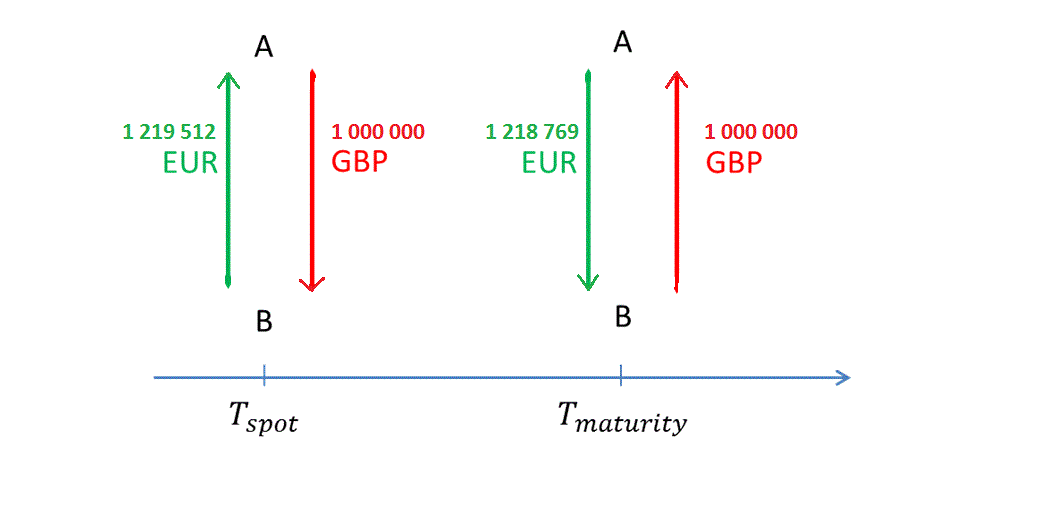 A
A
1 219 512
EUR
1 000 000
GBP
1 218 769
EUR
1 000 000
GBP
B
B
T_spot
T_maturity